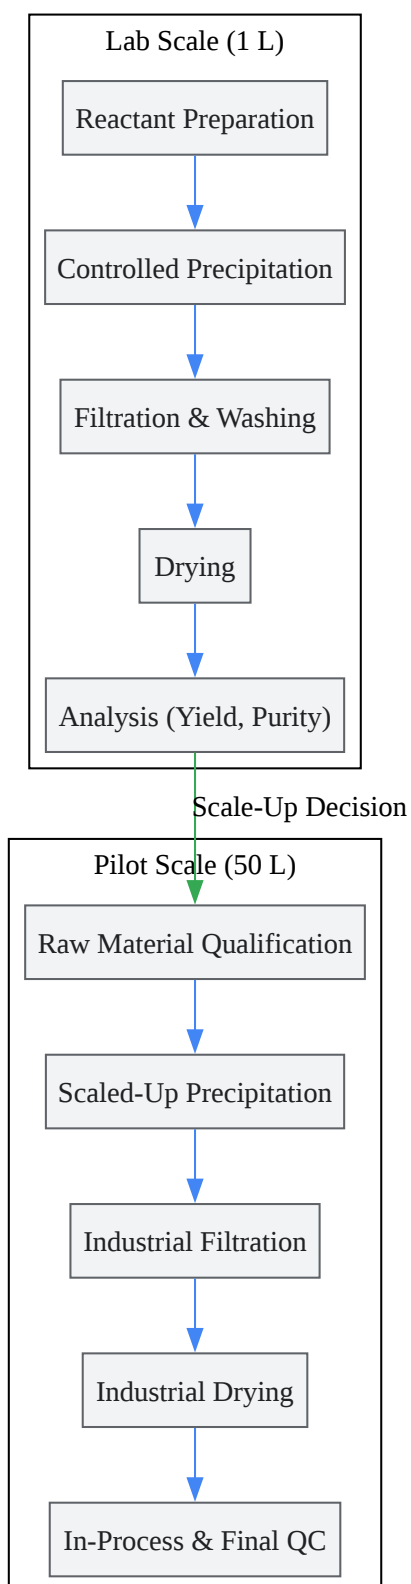 Lab Scale (1 L)
Reactant Preparation
Controlled Precipitation
Filtration & Washing
Drying
Analysis (Yield, Purity)
Scale-Up Decision
Pilot Scale (50 L)
Raw Material Qualification
Scaled-Up Precipitation
Industrial Filtration
Industrial Drying
In-Process & Final QC